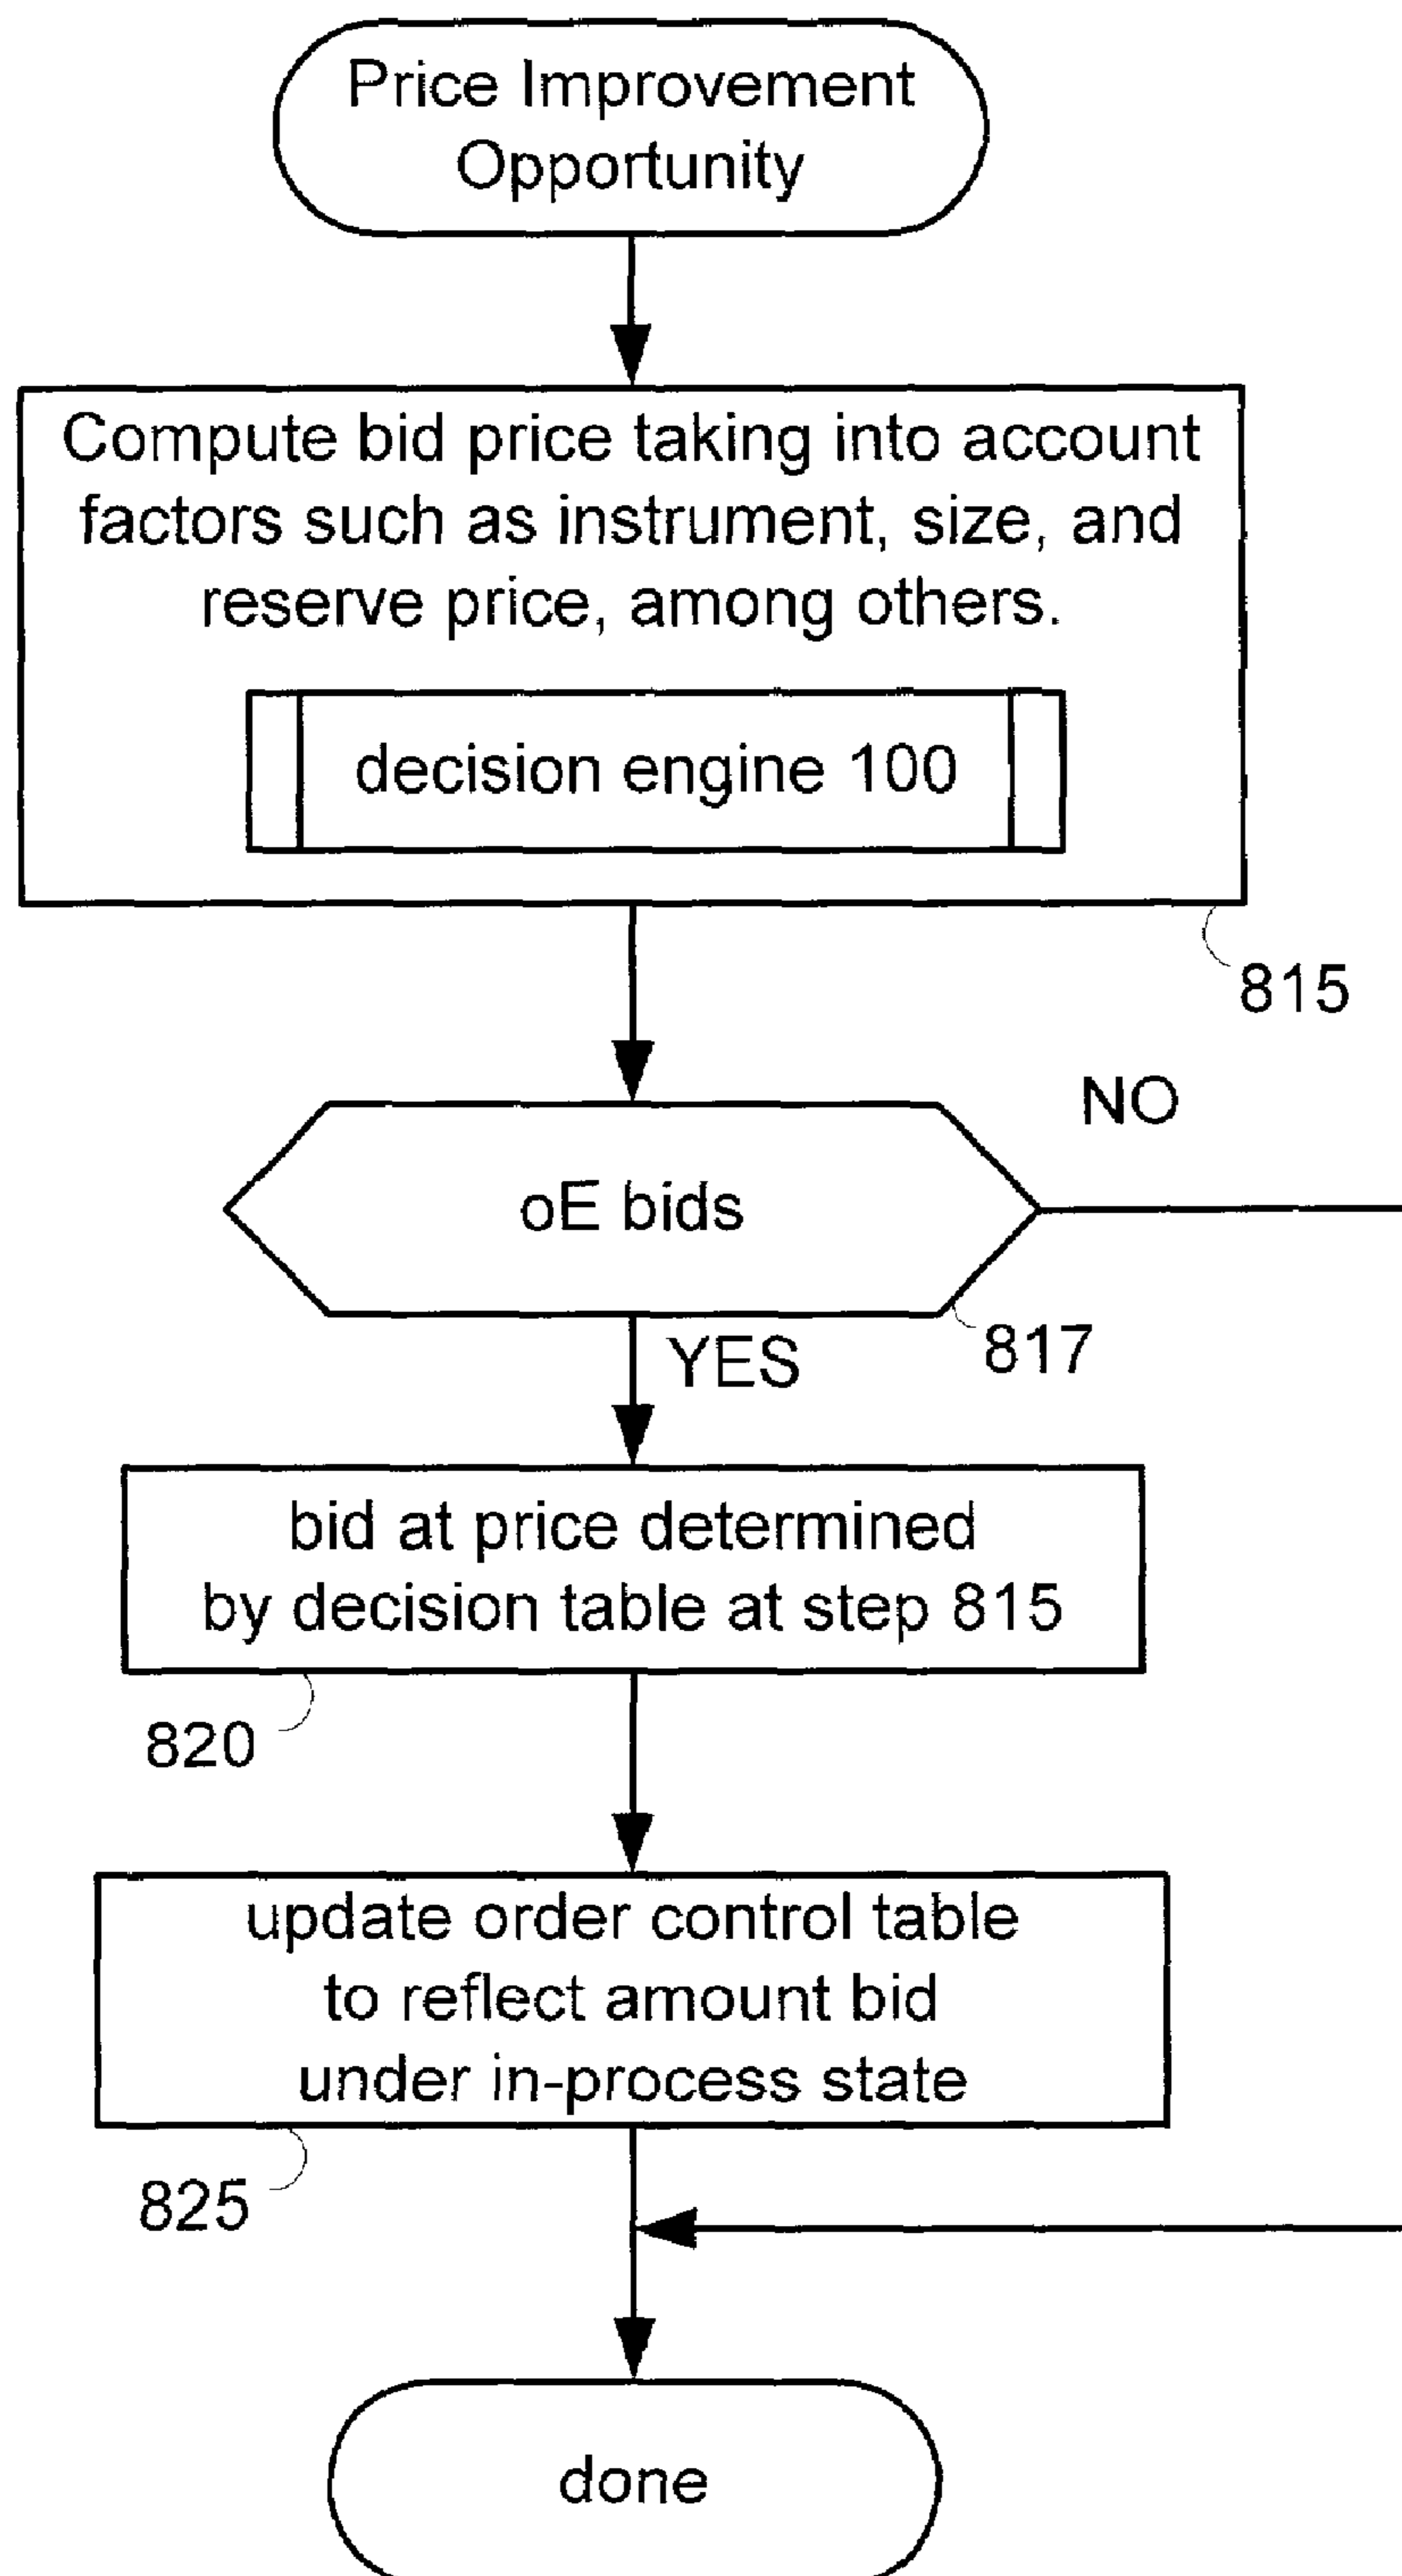 Price Improvement
Opportunity
Compute bid price taking into account
factors such as instrument, size, and
reserve price, among others.
decision engine 100
815
NO
oE bids
817
YES
bid at price determined
by decision table at step 815
820
update order control table
to reflect amount bid
under in-process state
825
done